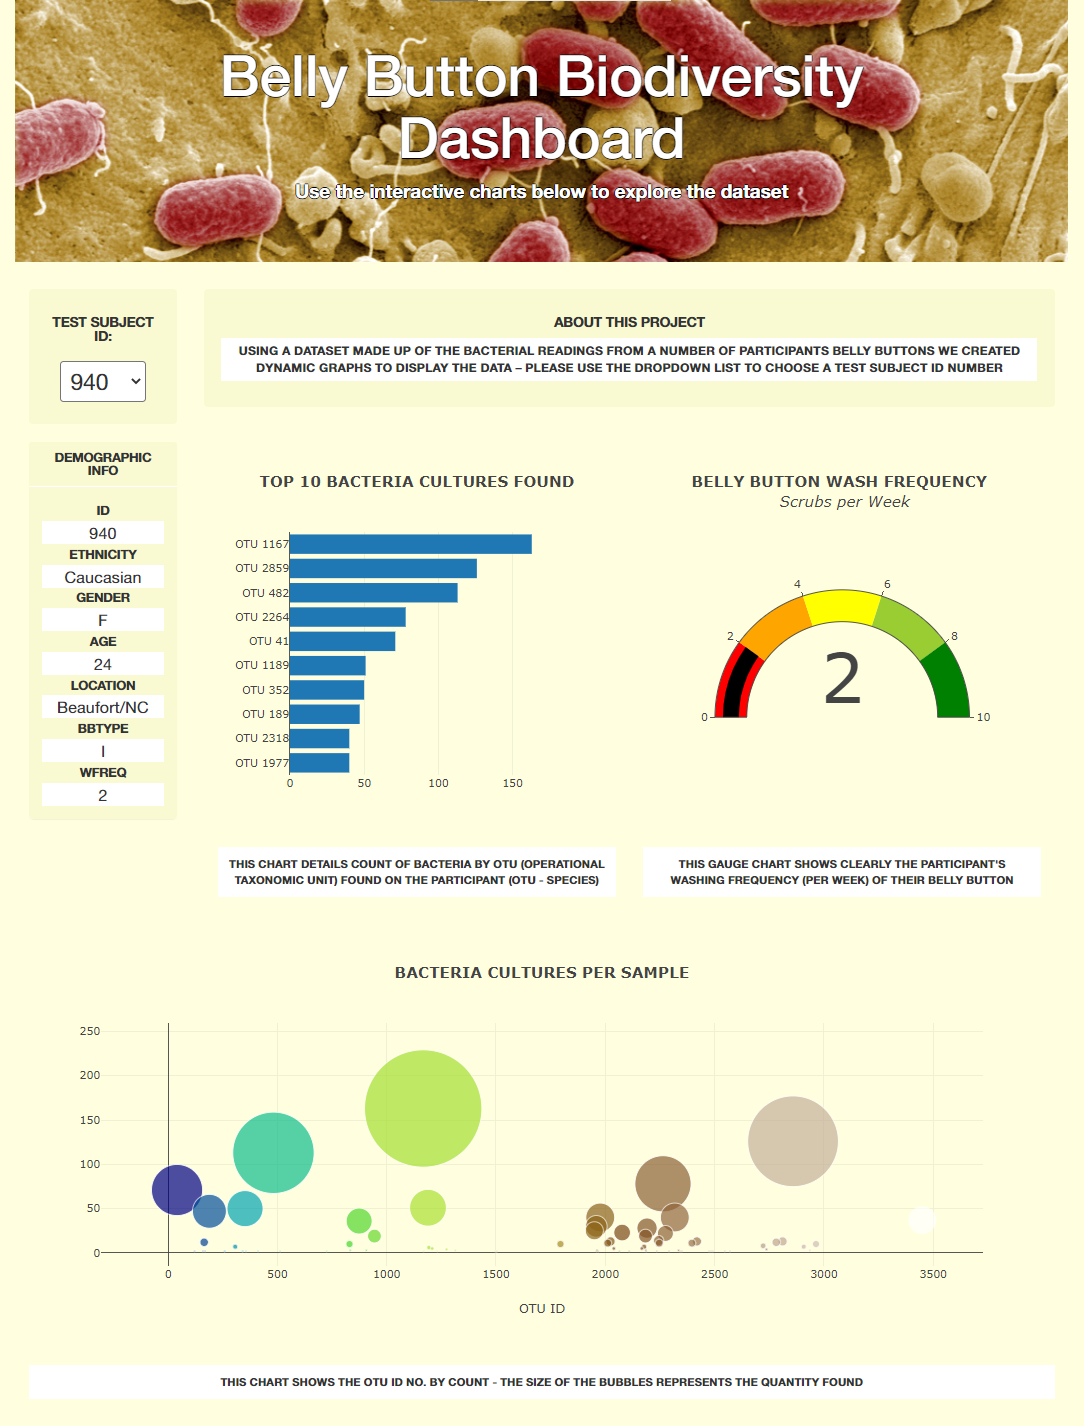 Belly Button Biodiversity
Dashboard
Use the interactive charts below to explore the dataset
TEST SUBJECT
ID:
940
ABOUT THIS PROJECT
USING A DATASET MADE UP OF THE BACTERIAL READINGS FROM A NUMBER OF PARTICIPANTS BELLY BUTTONS WE CREATED
DYNAMIC GRAPHS TO DISPLAY THE DATA – PLEASE USE THE DROPDOWN LIST TO CHOOSE A TEST SUBJECT ID NUMBER
DEMOGRAPHIC
INFO
ID
940
ETHNICITY
Caucasian
GENDER
F
AGE
24
LOCATION
Beaufort/NC
BBTYPE
I
WFREQ
2
TOP 10 BACTERIA CULTURES FOUND
OTU 1167
OTU 2859
OTU 482
OTU 2264
OTU 41
OTU 1189
OTU 352
OTU 189
OTU 2318
OTU 1977
0 50 100 150
BELLY BUTTON WASH FREQUENCY
Scrubs per Week
4 6
2 8
2
0 10
THIS CHART DETAILS COUNT OF BACTERIA BY OTU (OPERATIONAL
TAXONOMIC UNIT) FOUND ON THE PARTICIPANT (OTU - SPECIES)
THIS GAUGE CHART SHOWS CLEARLY THE PARTICIPANT'S
WASHING FREQUENCY (PER WEEK) OF THEIR BELLY BUTTON
BACTERIA CULTURES PER SAMPLE
250
200
150
100
50
0
0 500 1000 1500 2000 2500 3000 3500
OTU ID
THIS CHART SHOWS THE OTU ID NO. BY COUNT - THE SIZE OF THE BUBBLES REPRESENTS THE QUANTITY FOUND